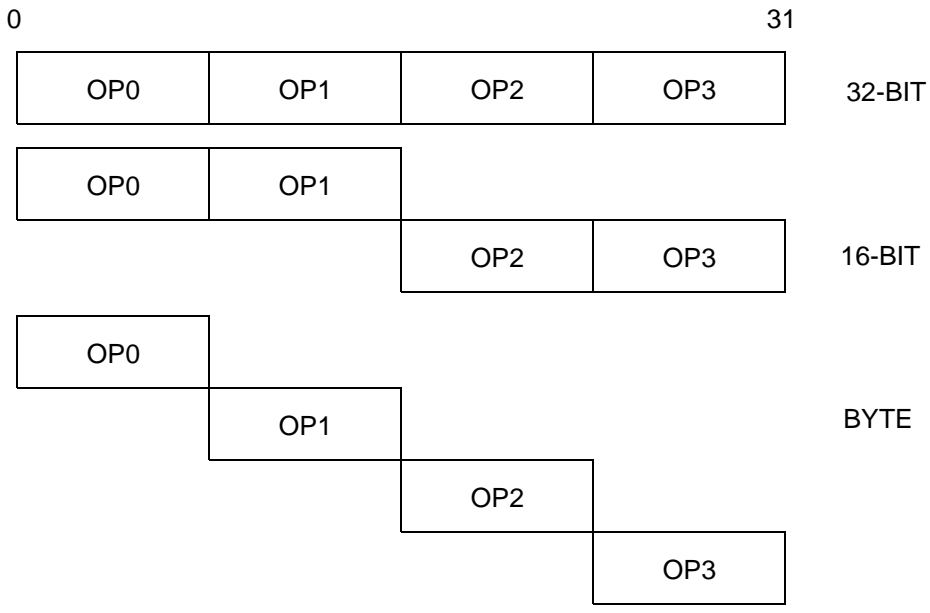 0 31
OP0 OP1 OP2 OP3 32-BIT
OP0 OP1
OP2 OP3 16-BIT
OP0
OP1 BYTE
OP2
OP3